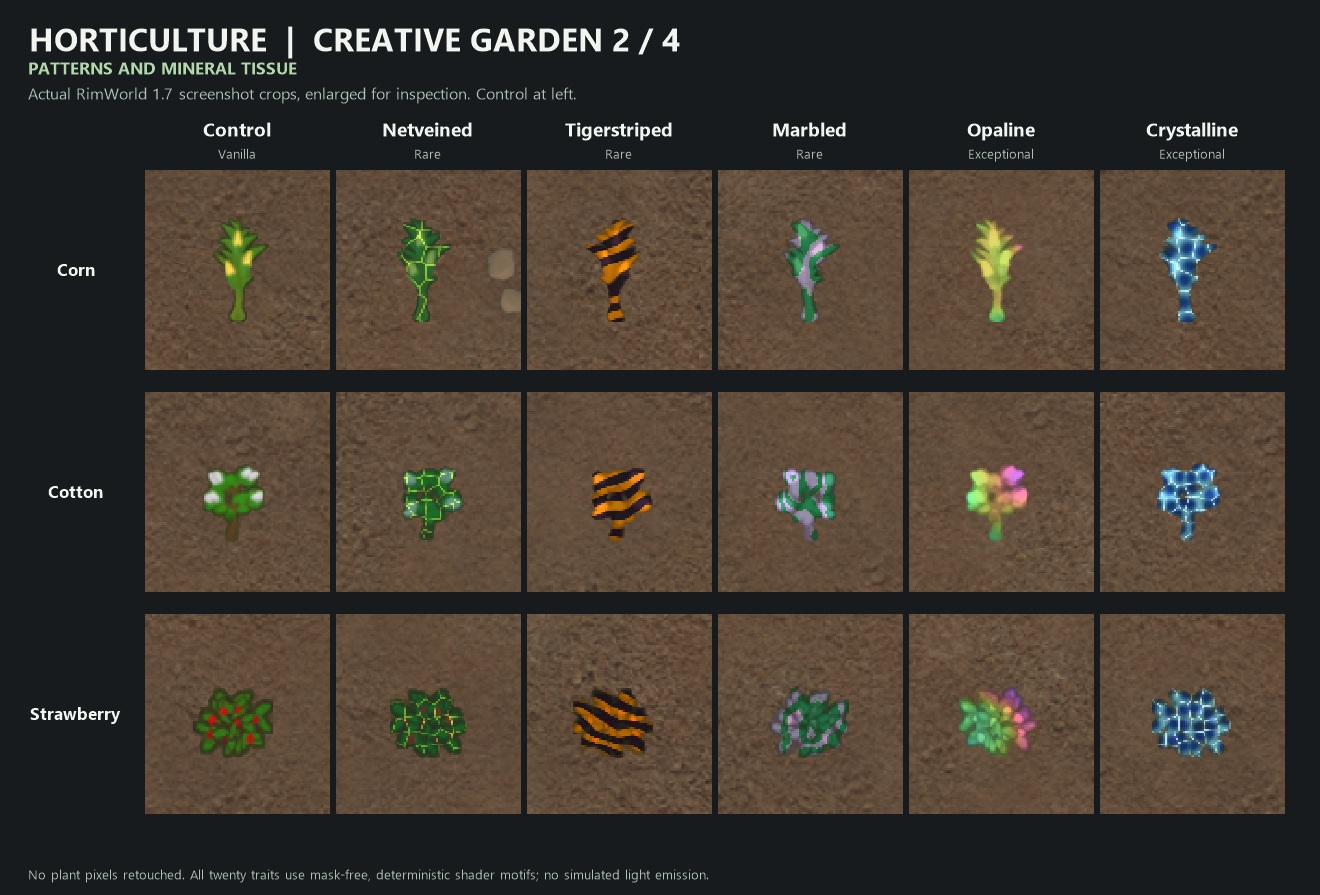 HORTICULTURE | CREATIVE GARDEN 2 / 4
PATTERNS AND MINERAL TISSUE
Actual RimWorld 1.7 screenshot crops, enlarged for inspection. Control at left.
Control Netveined Tigerstriped Marbled Opaline Crystalline
Vanilla Rare Rare Rare Exceptional Exceptional
Corn
Cotton
Strawberry
No plant pixels retouched. All twenty traits use mask-free, deterministic shader motifs; no simulated light emission.